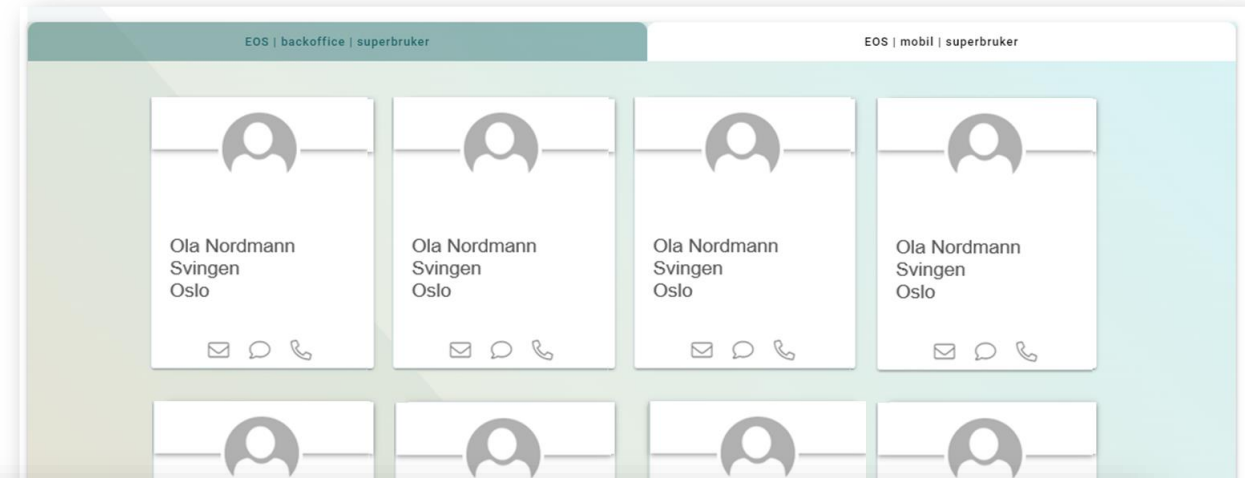 EOS | backoffice | superbruker
EOS | mobil | superbruker
Ola Nordmann
Svingen
Oslo
Ola Nordmann
Svingen
Oslo
Ola Nordmann
Svingen
Oslo
Ola Nordmann
Svingen
Oslo